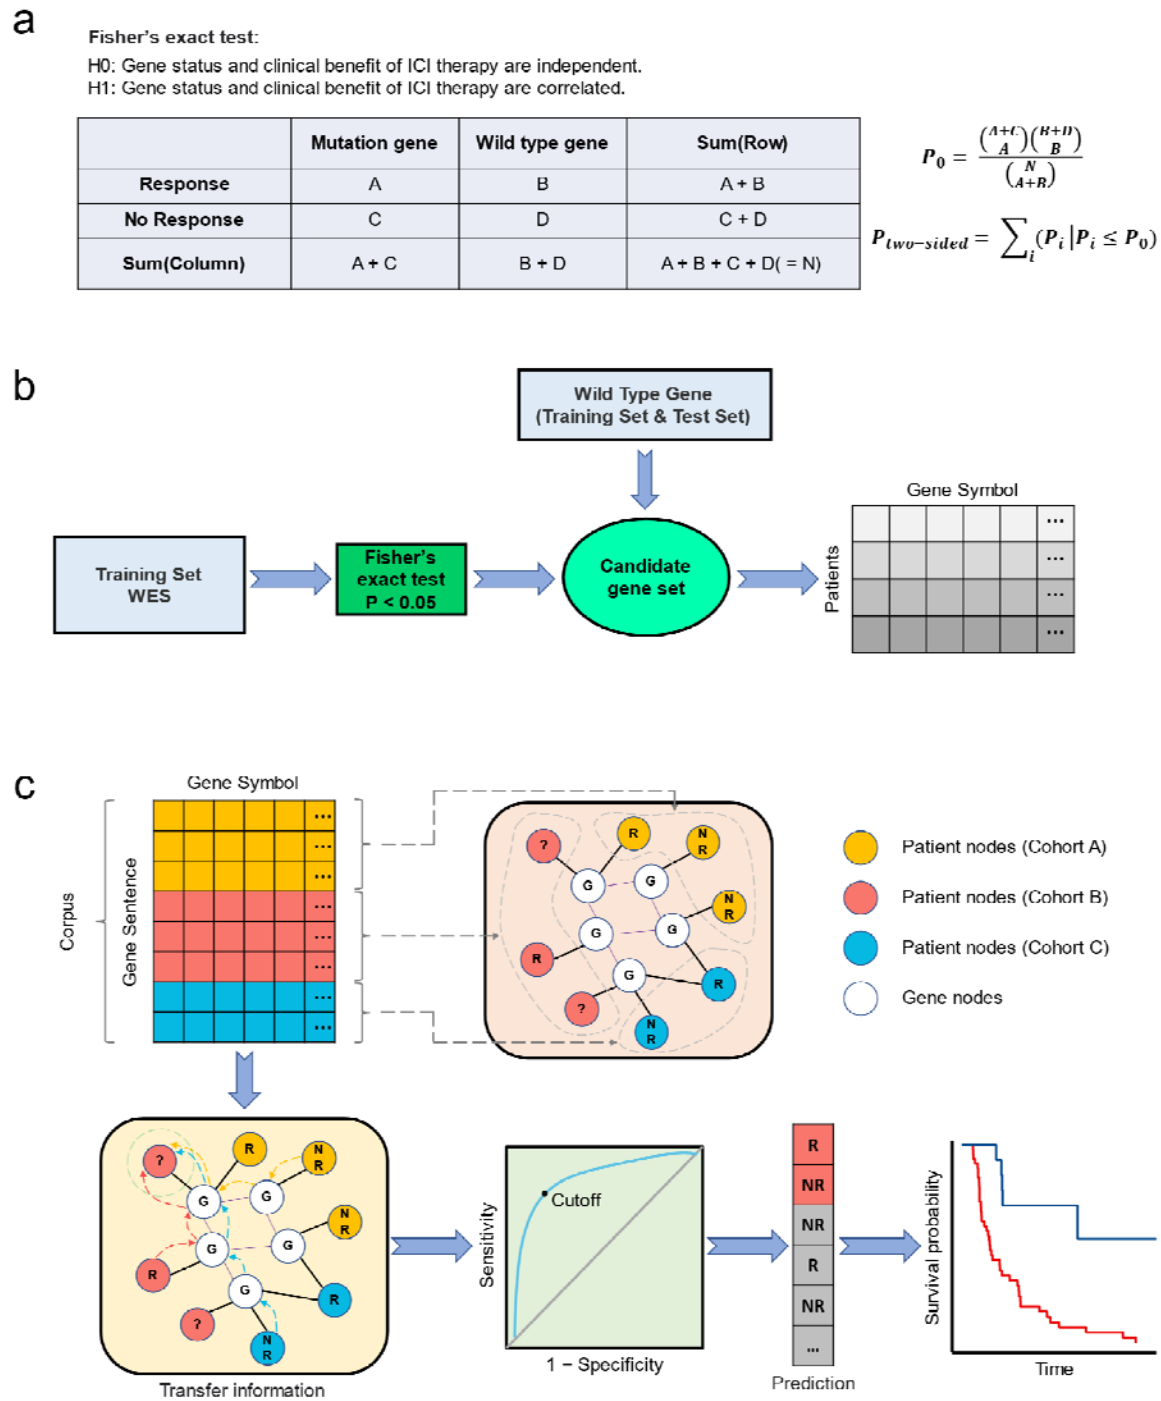 a
Fisher's exact test:
H0: Gene status and clinical benefit of ICI therapy are independent.
H1: Gene status and clinical benefit of ICI therapy are correlated.
Mutation gene Wild type gene Sum(Row)
Response A B A + B
No Response C D C + D
Sum(Column) A + C B + D A + B + C + D( = N)
P0 = (A+C A)(B+D B) / (N A+B)
Ptwo−sided = ∑i(Pi |Pi ≤ P0)
b
Wild Type Gene
(Training Set & Test Set)
Training Set
WES
Fisher's
exact test
P < 0.05
Candidate
gene set
Gene Symbol
Patients
...
...
...
...
c
Gene Symbol
Corpus
Gene Sentence
...
...
...
...
...
...
...
...
?
R
N
R
G
G
N
R
G
G
R
G
R
?
N
R
Patient nodes (Cohort A)
Patient nodes (Cohort B)
Patient nodes (Cohort C)
Gene nodes
?
R
N
R
G
G
N
R
G
G
R
G
R
?
N
R
Transfer information
Sensitivity
Cutoff
1 − Specificity
R
NR
NR
R
NR
...
Prediction
Survival probability
Time